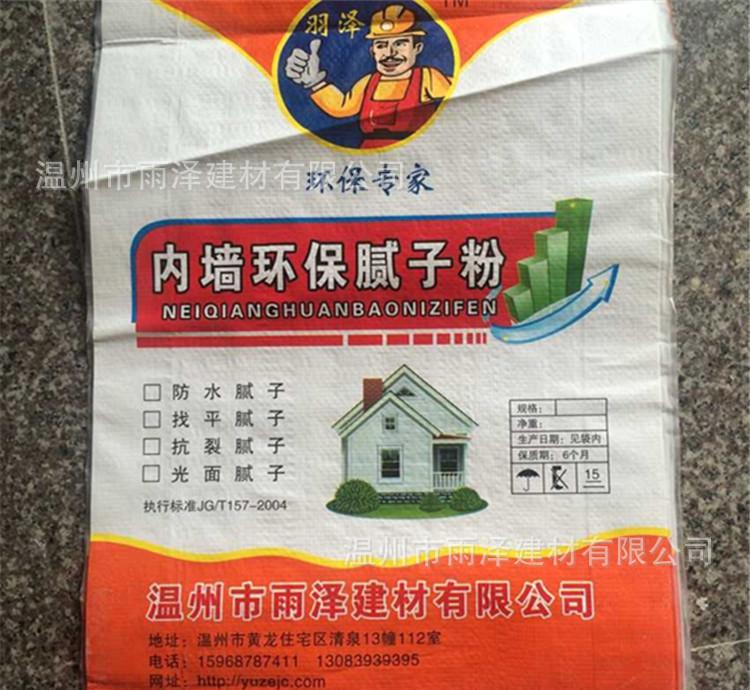 TM
羽泽
温州市雨泽建材有限公司
环保专家
内墙环保腻子粉
NEIQIANGHUANBAONIZIFEN
防水腻子
找平腻子
抗裂腻子
光面腻子
执行标准JG/T157-2004
规格：
净重：
生产日期：见袋内
保质期：6个月
15
温州市雨泽建材有限公司
温州市雨泽建材有限公司
地址：温州市黄龙住宅区清泉13幢112室
电话：15968787411 13083939395
网址：http://yuzejc.com